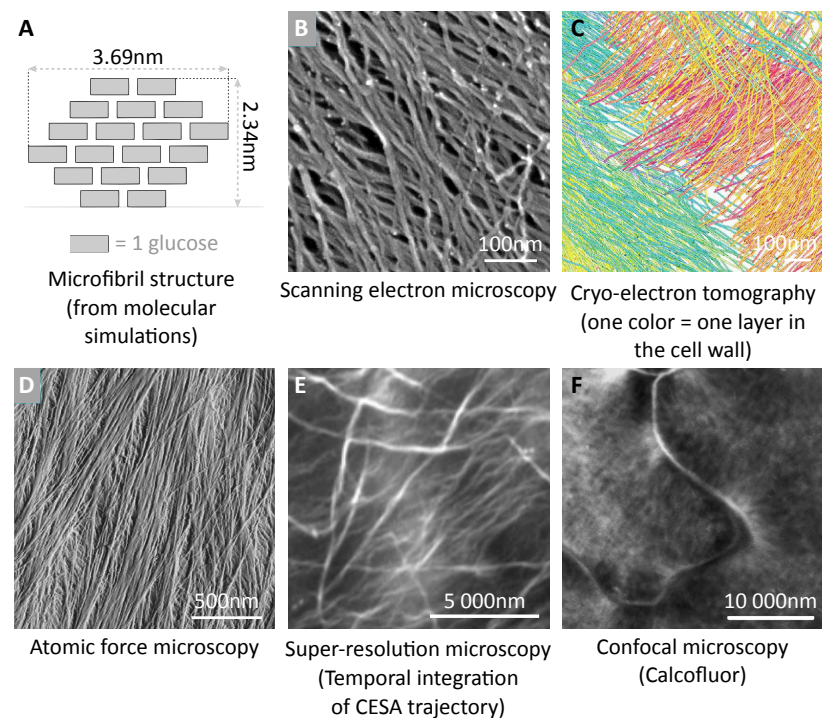 A
3.69nm
2.34nm
= 1 glucose
Microfibril structure
(from molecular
simulations)
B
100nm
Scanning electron microscopy
C
100nm
Cryo-electron tomography
(one color = one layer in
the cell wall)
D
500nm
Atomic force microscopy
E
5 000nm
Super-resolution microscopy
(Temporal integration
of CESA trajectory)
F
10 000nm
Confocal microscopy
(Calcofluor)